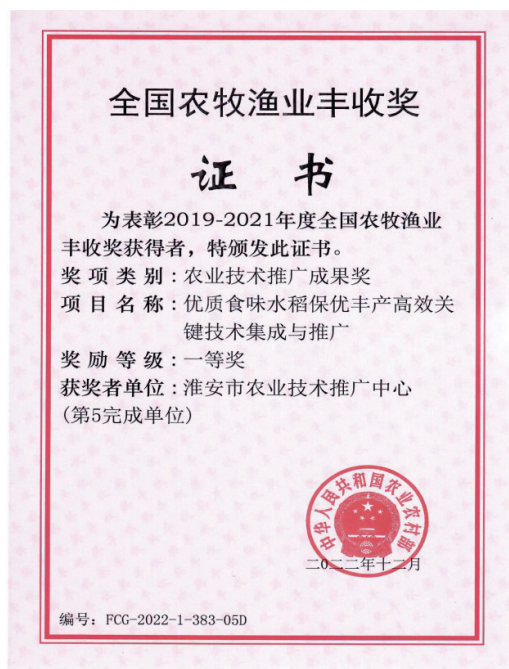 全国农牧渔业丰收奖
证书
为表彰2019-2021年度全国农牧渔业
丰收奖获得者，特颁发此证书。
奖项类别：农业技术推广成果奖
项目名称：优质食味水稻保优丰产高效关
键技术集成与推广
奖励等级：一等奖
获奖者单位：淮安市农业技术推广中心
(第5完成单位)
中华人民共和国农业农村部
二〇二二年十二月
编号：FCG-2022-1-383-05D